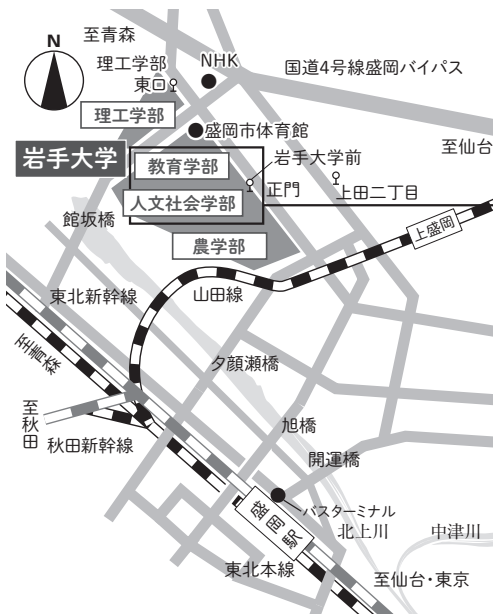 N
至青森
NHK
理工学部
東口
国道4号線盛岡バイパス
理工学部
盛岡市体育館
至仙台
岩手大学
教育学部
岩手大学前
正門
上田二丁目
人文社会学部
館坂橋
農学部
上盛岡
東北新幹線
山田線
至青森
夕顔瀬橋
至秋田
旭橋
秋田新幹線
開運橋
バスターミナル
盛岡駅
北上川
中津川
東北本線
至仙台・東京